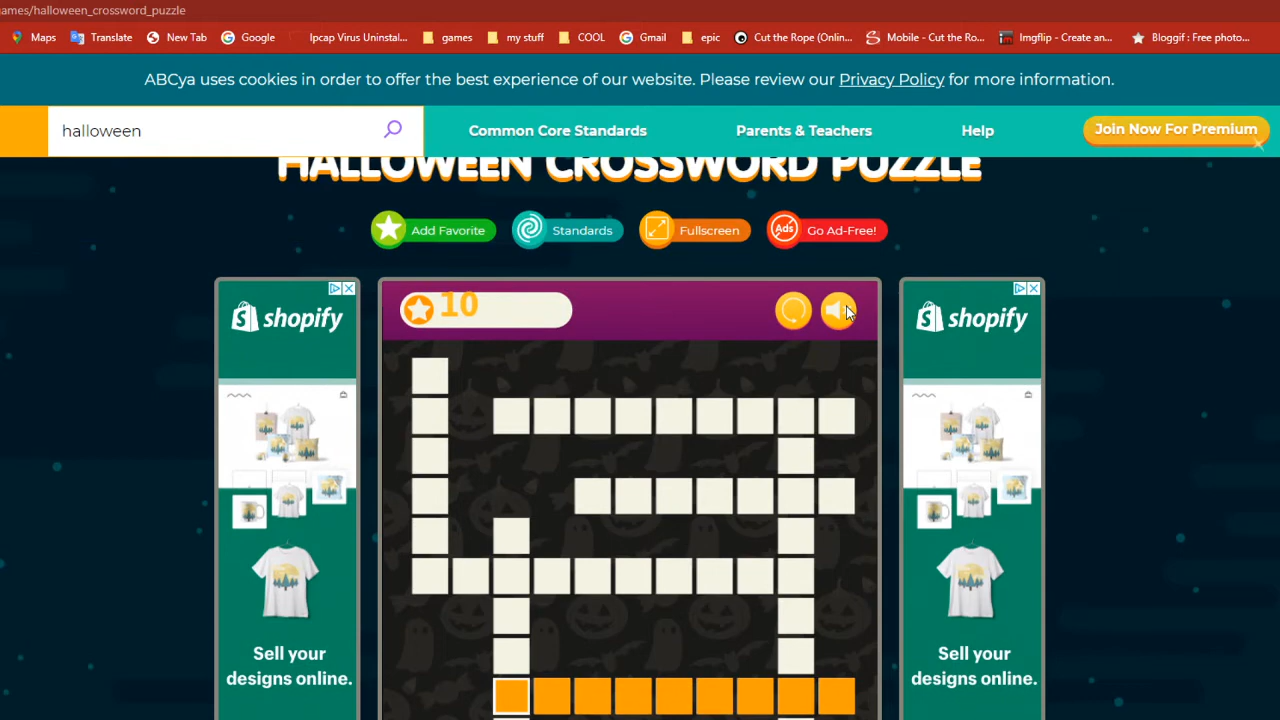 games/halloween_crossword_puzzle
Maps Translate New Tab Google Ipcap Virus Uninstal... games my stuff COOL Gmail epic Cut the Rope (Onlin... Mobile - Cut the Ro... Imgflip - Create an... Bloggif : Free photo...
ABCya uses cookies in order to offer the best experience of our website. Please review our Privacy Policy for more information.
halloween Common Core Standards Parents & Teachers Help Join Now For Premium
HALLOWEEN CROSSWORD PUZZLE
Add Favorite Standards Fullscreen Ads Go Ad-Free!
shopify 10 shopify
Sell your designs online.
Sell your designs online.